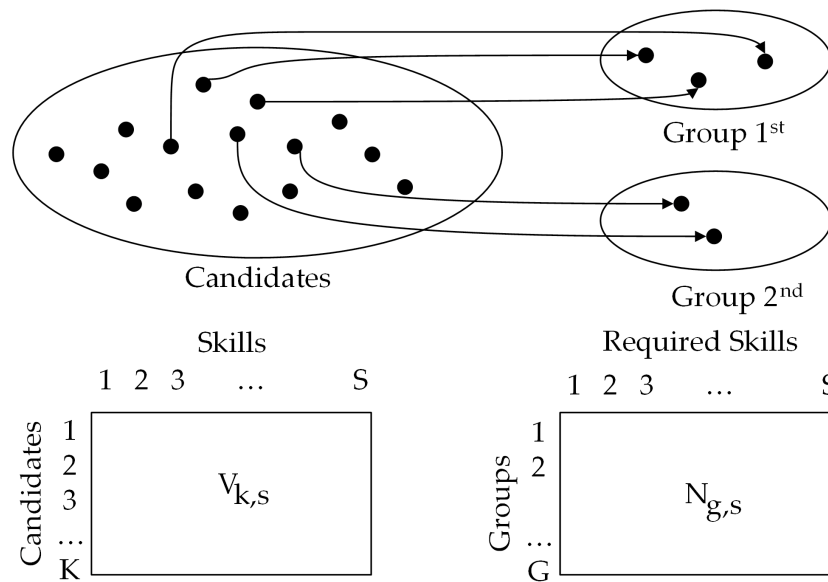 Group 1st
Candidates
Group 2nd
Skills
1 2 3 ... S
Candidates
1
2
3
...
K
Vk,s
Required Skills
1 2 3 ... S
Groups
1
2
...
G
Ng,s